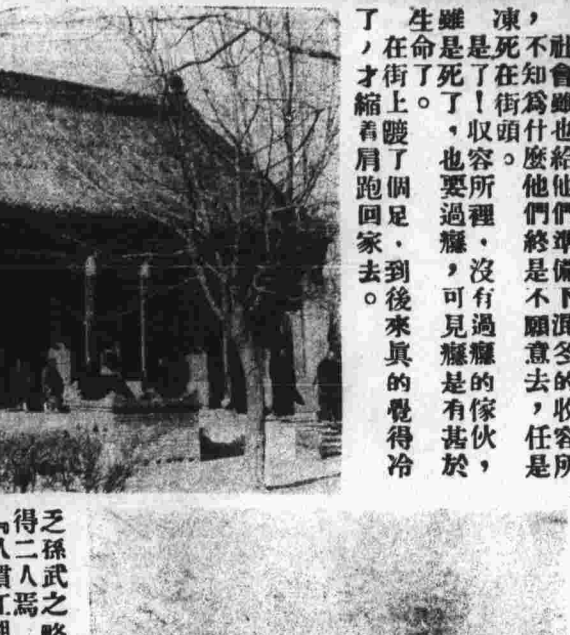 社會雖也給他們準備下過冬的收容所
，不知爲什麽他們終是不願意去，任是
凍死在街頭。
是了！収容所裡．沒有過癮的傢伙，
雖是死了．也要過癮，可見癮是有甚於
生命了。
在街上踱了個足．到後來眞的覺得冷
了，才縮着肩跑回家去。
乏孫武之略
得二人焉